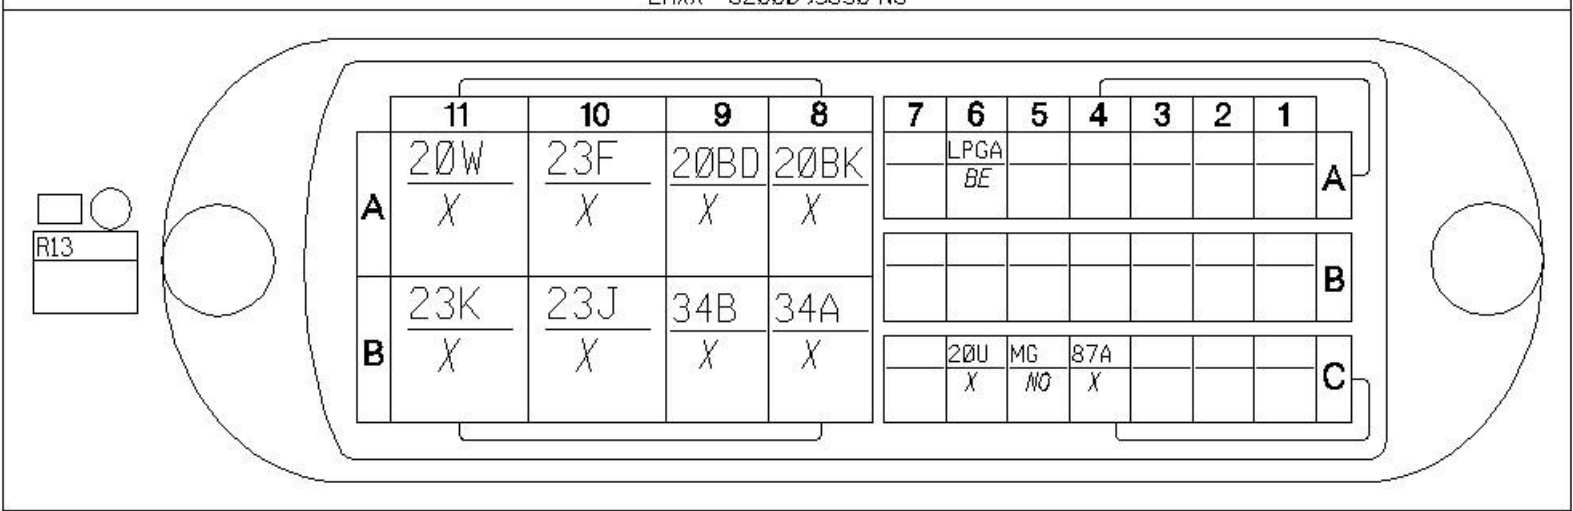 11 10 9 8 7 6 5 4 3 2 1
20W 23F 20BD 20BK LPGA
A X X X X BE A
R13
B
23K 23J 34B 34A
B X X X X
20U MG 87A
X NO X C